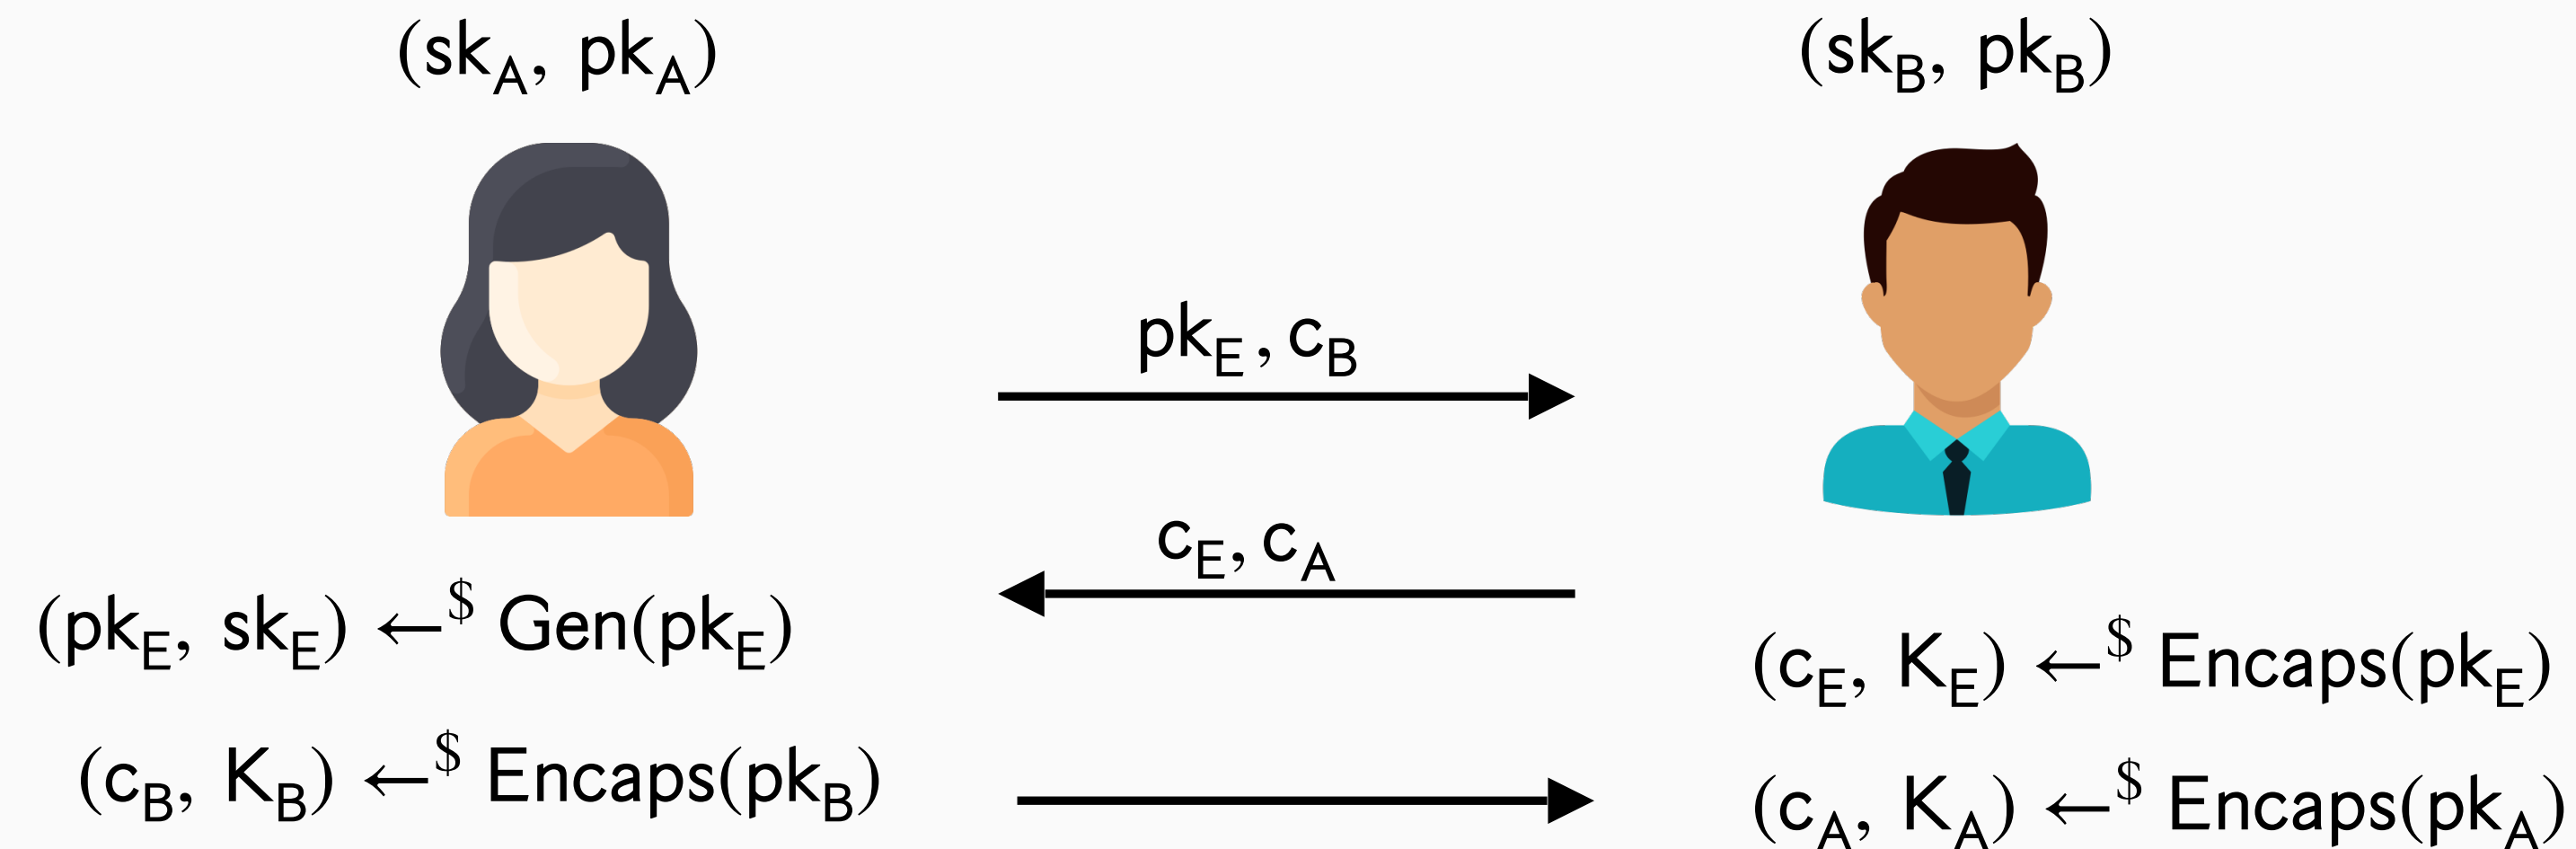 (sk_A, pk_A)
(sk_B, pk_B)
pk_E, c_B
c_E, c_A
(pk_E, sk_E) ←$ Gen(pk_E)
(c_B, K_B) ←$ Encaps(pk_B)
(c_E, K_E) ←$ Encaps(pk_E)
(c_A, K_A) ←$ Encaps(pk_A)